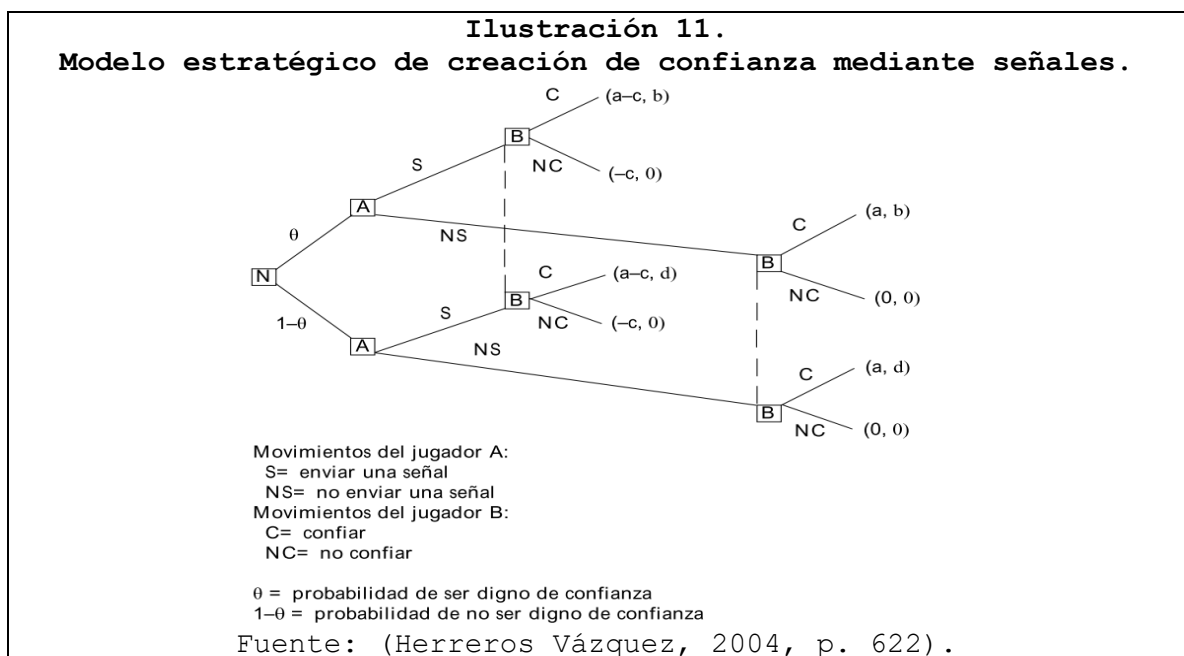 Ilustración 11.
Modelo estratégico de creación de confianza mediante señales.
C
(a–c, b)
B
S
NC
(–c, 0)
A
θ
NS
C
(a, b)
B
N
NC
(0, 0)
C
(a–c, d)
B
S
NC
(–c, 0)
1–θ
A
NS
C
(a, d)
B
NC
(0, 0)
Movimientos del jugador A:
S= enviar una señal
NS= no enviar una señal
Movimientos del jugador B:
C= confiar
NC= no confiar
θ = probabilidad de ser digno de confianza
1–θ = probabilidad de no ser digno de confianza
Fuente: (Herreros Vázquez, 2004, p. 622).